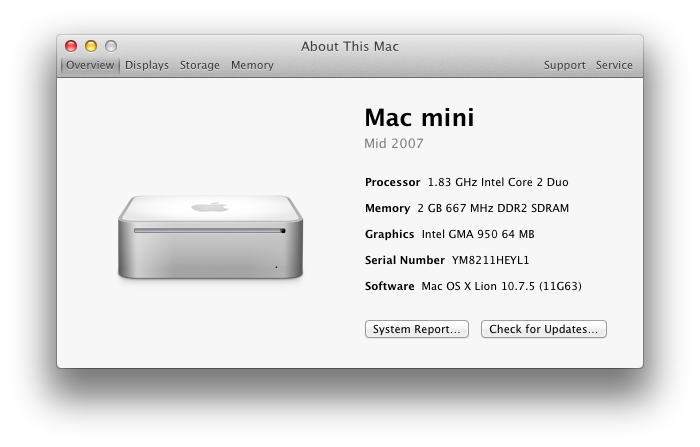 About This Mac
Overview Displays Storage Memory Support Service
Mac mini
Mid 2007
Processor 1.83 GHz Intel Core 2 Duo
Memory 2 GB 667 MHz DDR2 SDRAM
Graphics Intel GMA 950 64 MB
Serial Number YM8211HEYL1
Software Mac OS X Lion 10.7.5 (11G63)
System Report... Check for Updates...